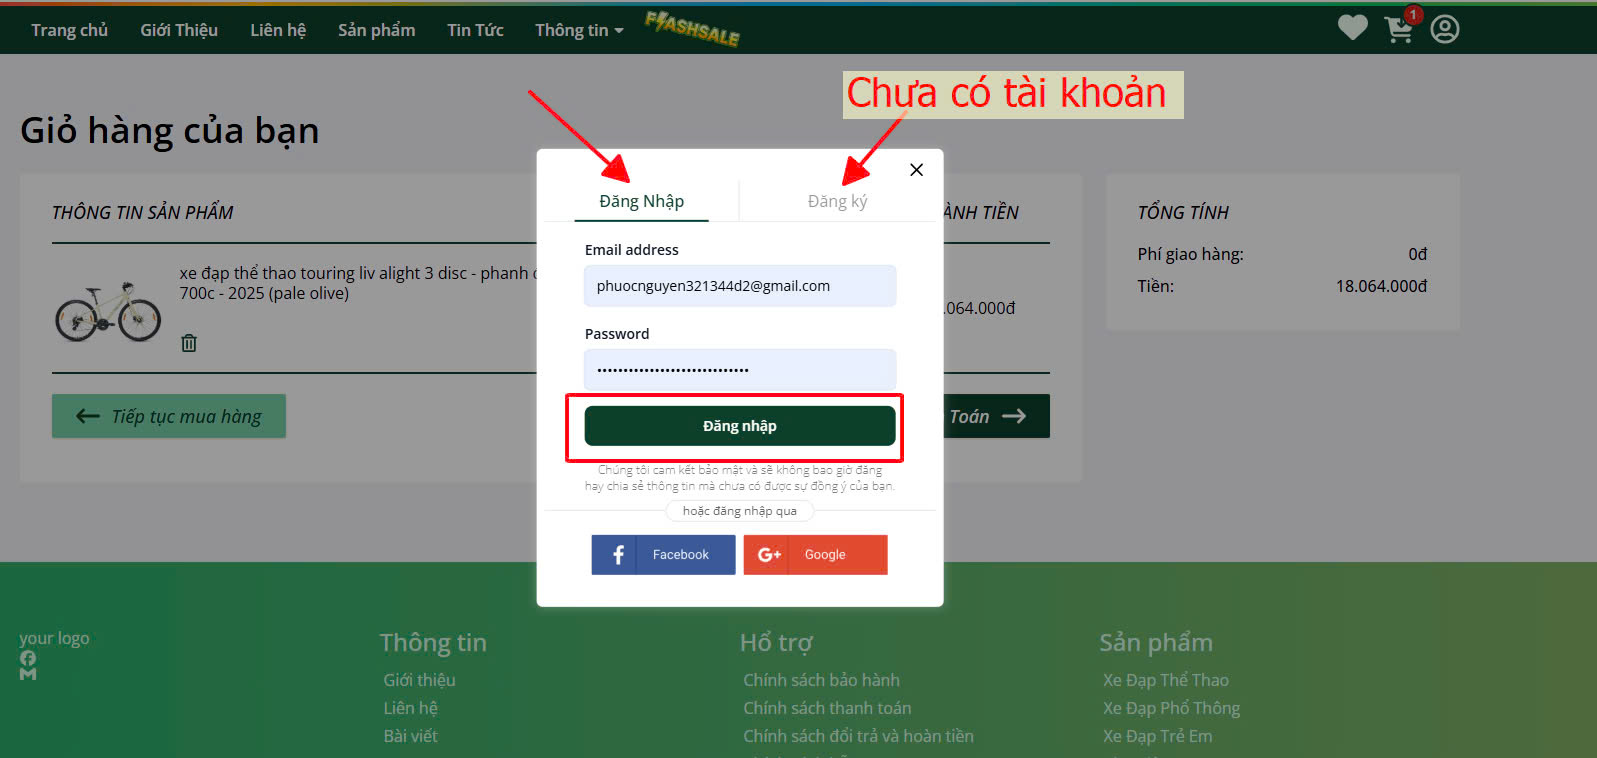 Trang chủ Giới Thiệu Liên hệ Sản phẩm Tin Tức Thông tin FLASHSALE 1
Chưa có tài khoản
Giỏ hàng của bạn
Đăng Nhập Đăng ký
THÔNG TIN SẢN PHẨM ÀNH TIỀN TỔNG TÍNH
Email address
Phí giao hàng: 0đ
xe đạp thể thao touring liv alight 3 disc - phanh
700c - 2025 (pale olive)
phuocnguyen321344d2@gmail.com
Tiền: 18.064.000đ
.064.000đ
Password
••••••••••••••••••••••••••••
Tiếp tục mua hàng Đăng nhập Toán
Chúng tôi cam kết bảo mật và sẽ không bao giờ đăng
hay chia sẻ thông tin mà chưa có được sự đồng ý của bạn.
hoặc đăng nhập qua
Facebook G+ Google
your logo Thông tin Hổ trợ Sản phẩm
Giới thiệu Chính sách bảo hành Xe Đạp Thể Thao
Liên hệ Chính sách thanh toán Xe Đạp Phổ Thông
Bài viết Chính sách đổi trả và hoàn tiền Xe Đạp Trẻ Em